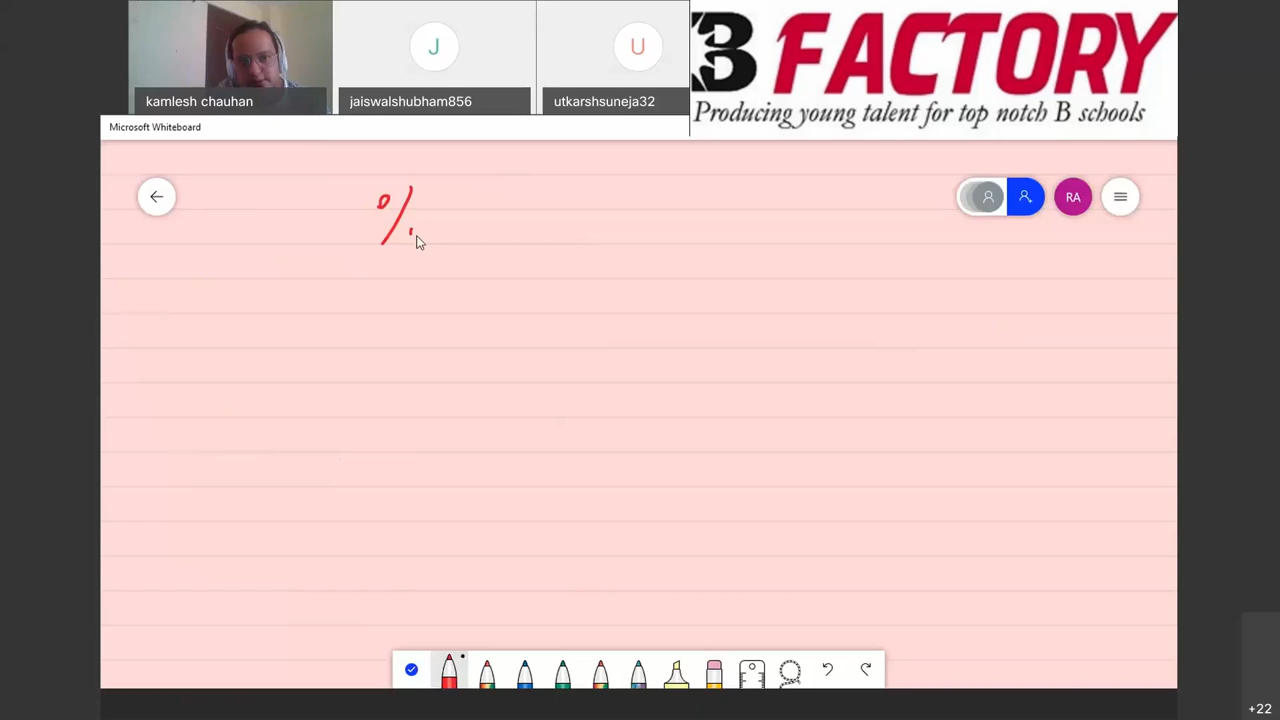 J
U
kamlesh chauhan
jaiswalshubham856
utkarshsuneja32
B FACTORY
Producing young talent for top notch B schools
Microsoft Whiteboard
%
RA
+22